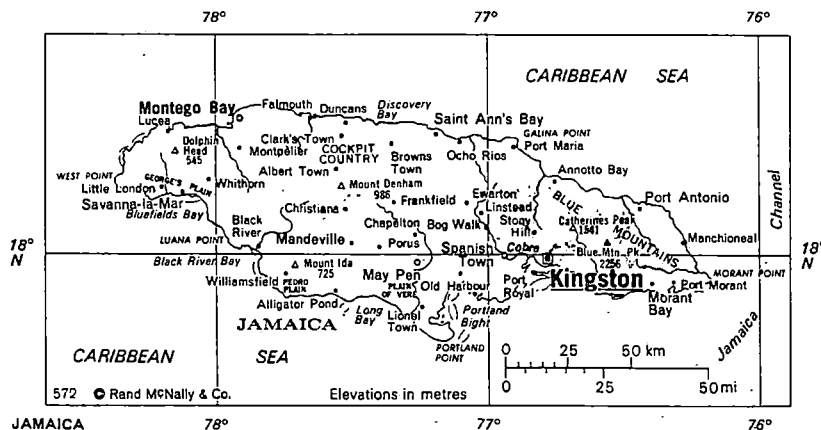 78° 77° 76°
CARIBBEAN SEA
Montego Bay
Falmouth
Duncans
Discovery Bay
Saint Ann's Bay
Lucea
Dolphin Head 545
Clark's Town
Montpelier
COCKPIT COUNTRY
Browns Town
Ocho Rios
GALINA POINT
Port Maria
WEST POINT
Little London
GEORGE'S PLAIN
Whithorn
Albert Town
Mount Denham 986
Annotto Bay
Savanna-la-Mar
Bluefields Bay
Christiana
Frankfield
Ewarton
Linstead
BLUE MOUNTAINS
Port Antonio
Channel
Black River
Chapelton
Bog Walk
Stony Hill
Catherines Peak 1541
Manchioneal
LUANA POINT
Mandeville
Porus
Spanish Town
Cobre
Blue Mtn. Pk. 2256
18° N
18° N
Black River Bay
Mount Ida 725
MORANT POINT
Williamsfield
PEDRO PLAIN
May Pen
PLAIN OF VERE
Old Harbour
Port Royal
Kingston
Port Morant
Morant Bay
Alligator Pond
Long Bay
Lionel Town
Portland Bight
JAMAICA
PORTLAND POINT
Jamaica
CARIBBEAN SEA
0 25 50 km
0 25 50 mi
572 © Rand McNally & Co. Elevations in metres
JAMAICA 78° 77° 76°